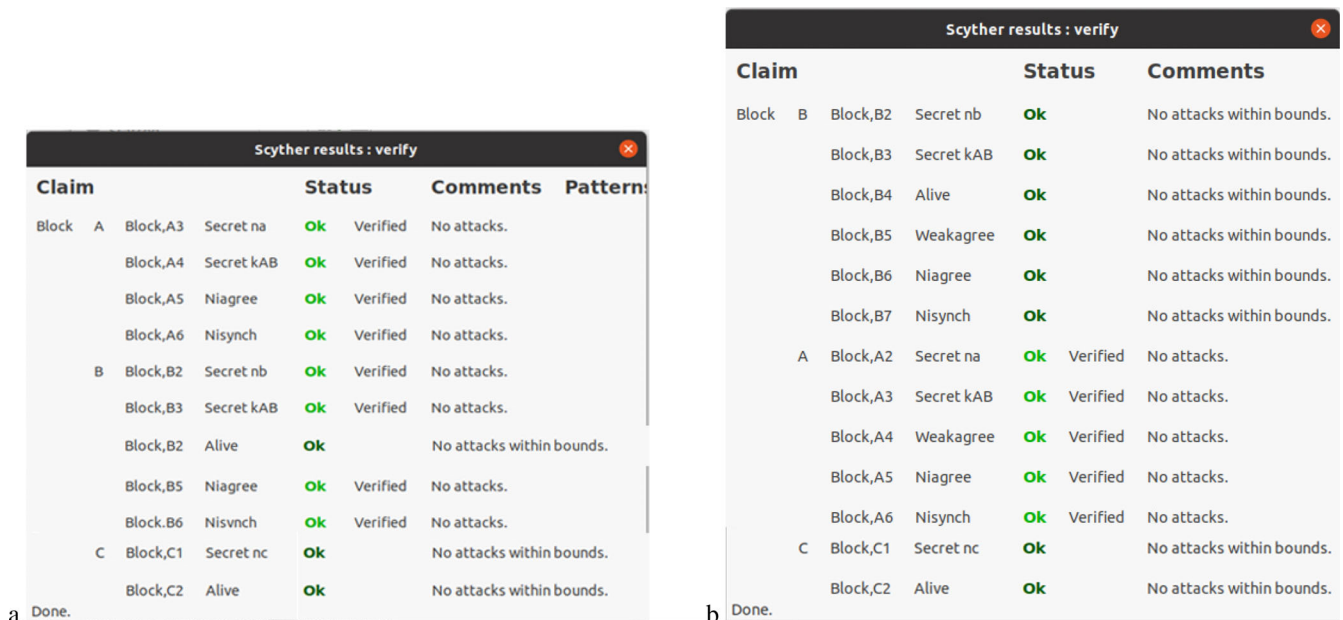 Scyther results : verify
Claim Status Comments Pattern
Block A Block,A3 Secret na Ok Verified No attacks.
Block,A4 Secret kAB Ok Verified No attacks.
Block,A5 Niagree Ok Verified No attacks.
Block,A6 Nisynch Ok Verified No attacks.
B Block,B2 Secret nb Ok Verified No attacks.
Block,B3 Secret kAB Ok Verified No attacks.
Block,B2 Alive Ok No attacks within bounds.
Block,B5 Niagree Ok Verified No attacks.
Block.B6 Nisvnch Ok Verified No attacks.
C Block,C1 Secret nc Ok No attacks within bounds.
Block,C2 Alive Ok No attacks within bounds.
Done.
a
Scyther results : verify
Claim Status Comments
Block B Block,B2 Secret nb Ok No attacks within bounds.
Block,B3 Secret kAB Ok No attacks within bounds.
Block,B4 Alive Ok No attacks within bounds.
Block,B5 Weakagree Ok No attacks within bounds.
Block,B6 Niagree Ok No attacks within bounds.
Block,B7 Nisynch Ok No attacks within bounds.
A Block,A2 Secret na Ok Verified No attacks.
Block,A3 Secret kAB Ok Verified No attacks.
Block,A4 Weakagree Ok Verified No attacks.
Block,A5 Niagree Ok Verified No attacks.
Block,A6 Nisynch Ok Verified No attacks.
C Block,C1 Secret nc Ok No attacks within bounds.
Block,C2 Alive Ok No attacks within bounds.
Done.
b